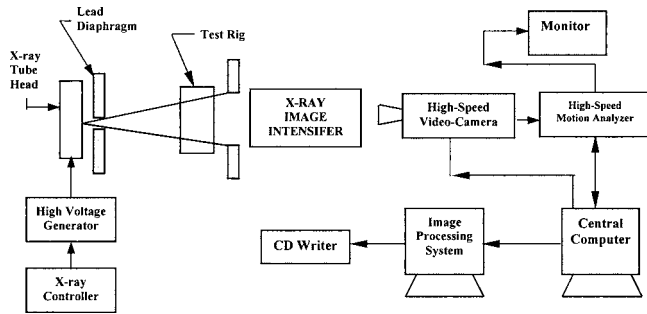 Lead
Diaphragm
Test Rig
X-ray
Tube
Head
X-RAY
IMAGE
INTENSIFER
High-Speed
Video-Camera
Monitor
High-Speed
Motion Analyzer
High Voltage
Generator
X-ray
Controller
CD Writer
Image
Processing
System
Central
Computer